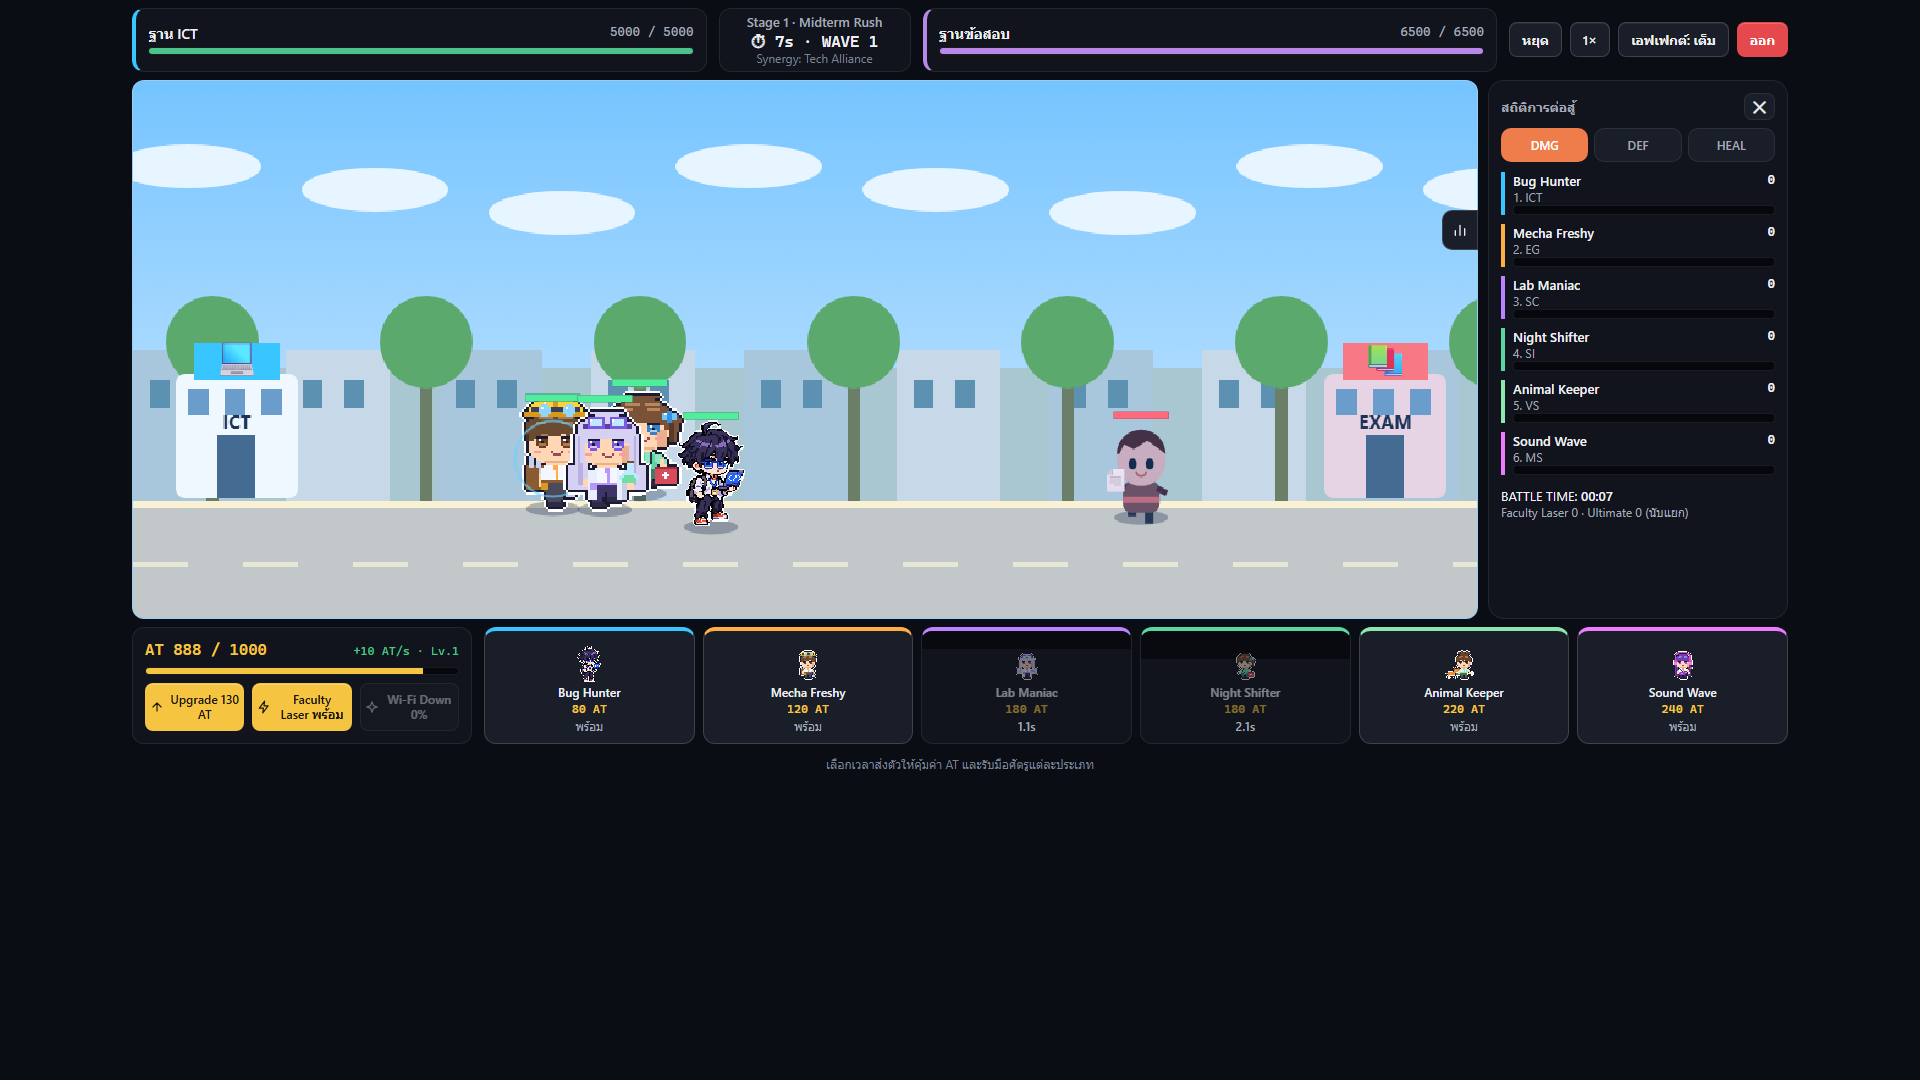 ฐาน ICT
5000 / 5000
Stage 1 · Midterm Rush
⏱ 7s · WAVE 1
Synergy: Tech Alliance
ฐานข้อสอบ
6500 / 6500
หยุด
1×
เอฟเฟกต์: เต็ม
ออก
ICT
EXAM
สถิติการต่อสู้
DMG
DEF
HEAL
Bug Hunter
0
1. ICT
Mecha Freshy
0
2. EG
Lab Maniac
0
3. SC
Night Shifter
0
4. SI
Animal Keeper
0
5. VS
Sound Wave
0
6. MS
BATTLE TIME: 00:07
Faculty Laser 0 · Ultimate 0 (นับแยก)
AT 888 / 1000
+10 AT/s · Lv.1
Upgrade 130
AT
Faculty
Laser พร้อม
Wi-Fi Down
0%
Bug Hunter
80 AT
พร้อม
Mecha Freshy
120 AT
พร้อม
Lab Maniac
180 AT
1.1s
Night Shifter
180 AT
2.1s
Animal Keeper
220 AT
พร้อม
Sound Wave
240 AT
พร้อม
เลือกเวลาส่งตัวให้คุ้มค่า AT และรับมือศัตรูแต่ละประเภท